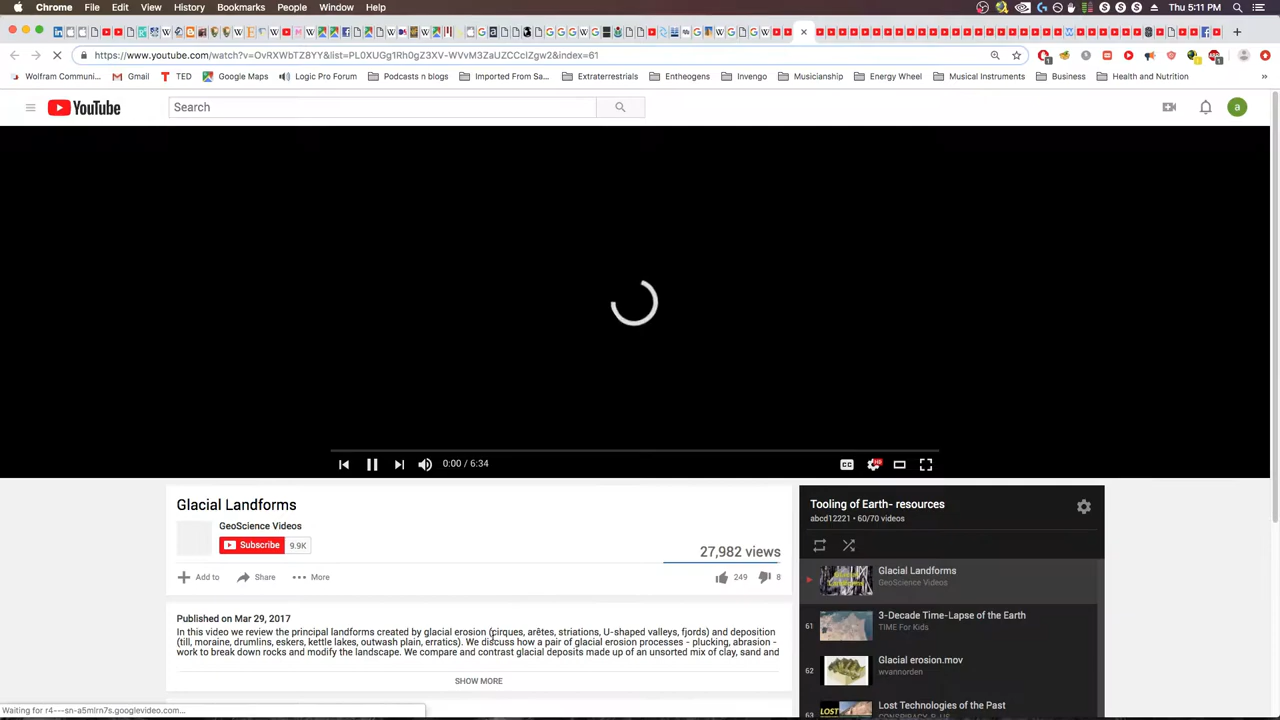 Chrome File Edit View History Bookmarks People Window Help Thu 5:11 PM
https://www.youtube.com/watch?v=OvRXWbTZ8YY&list=PL0XUGg1Rh0gZ3XV-WVvM3ZaUZCCclZgw2&index=61
Wolfram Communi... Gmail TED Google Maps Logic Pro Forum Podcasts n blogs Imported From Sa... Extraterrestrials Entheogens Invengo Musicianship Energy Wheel Musical Instruments Business Health and Nutrition »
YouTube Search a
0:00 / 6:34 CC HD
Glacial Landforms
GeoScience Videos
Subscribe 9.9K
27,982 views
Add to Share More 249 8
Published on Mar 29, 2017
In this video we review the principal landforms created by glacial erosion (cirques, arêtes, striations, U-shaped valleys, fjords) and deposition
(till, moraine, drumlins, eskers, kettle lakes, outwash plain, erratics). We discuss how a pair of glacial erosion processes - plucking, abrasion -
work to break down rocks and modify the landscape. We compare and contrast glacial deposits made up of an unsorted mix of clay, sand and
SHOW MORE
Tooling of Earth- resources
abcd12221 • 60/70 videos
Glacial Landforms
GeoScience Videos
61 3-Decade Time-Lapse of the Earth
TIME For Kids
62 Glacial erosion.mov
wvannorden
63 LOST Lost Technologies of the Past
CONSPIRACY-R-US
Waiting for r4---sn-a5mlrn7s.googlevideo.com...